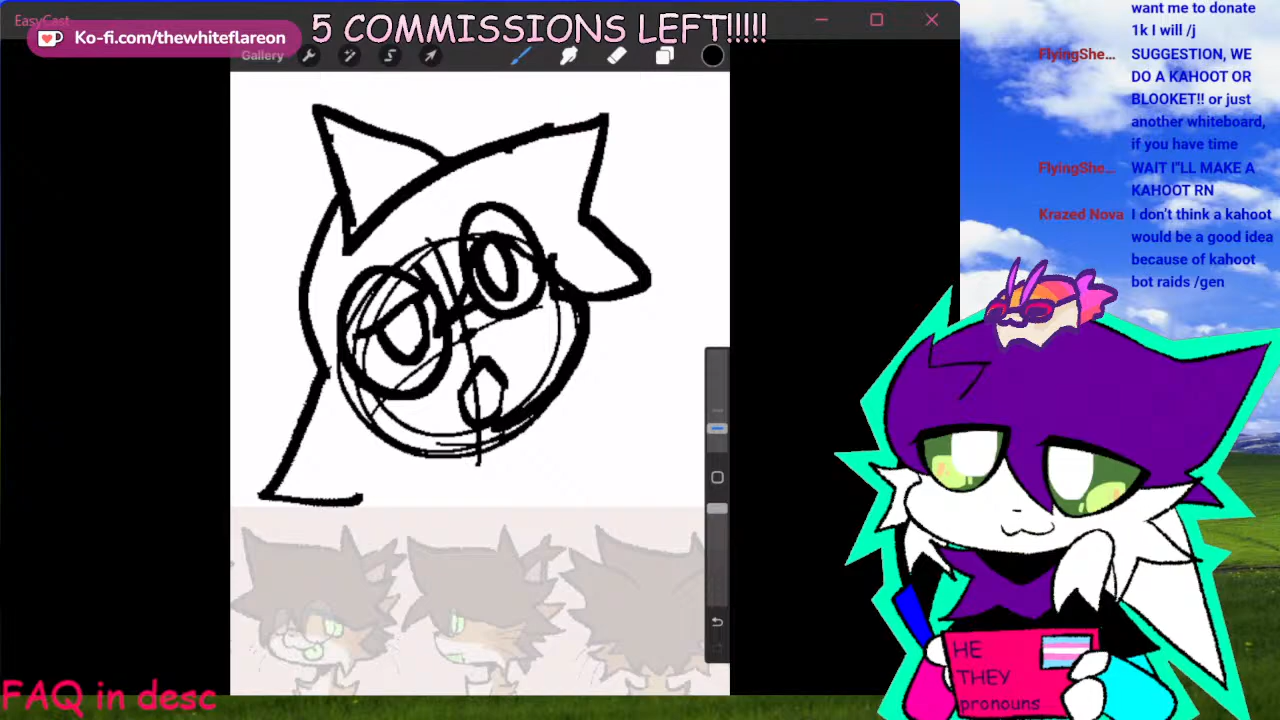 EasyCast
Ko-fi.com/thewhiteflareon
5 COMMISSIONS LEFT!!!!!
Gallery
want me to donate
1k I will /j
FlyingShe… SUGGESTION, WE
DO A KAHOOT OR
BLOOKET!! or just
another whiteboard,
if you have time
FlyingShe… WAIT I"LL MAKE A
KAHOOT RN
Krazed Nova I don't think a kahoot
would be a good idea
because of kahoot
bot raids /gen
HE
THEY
pronouns
FAQ in desc